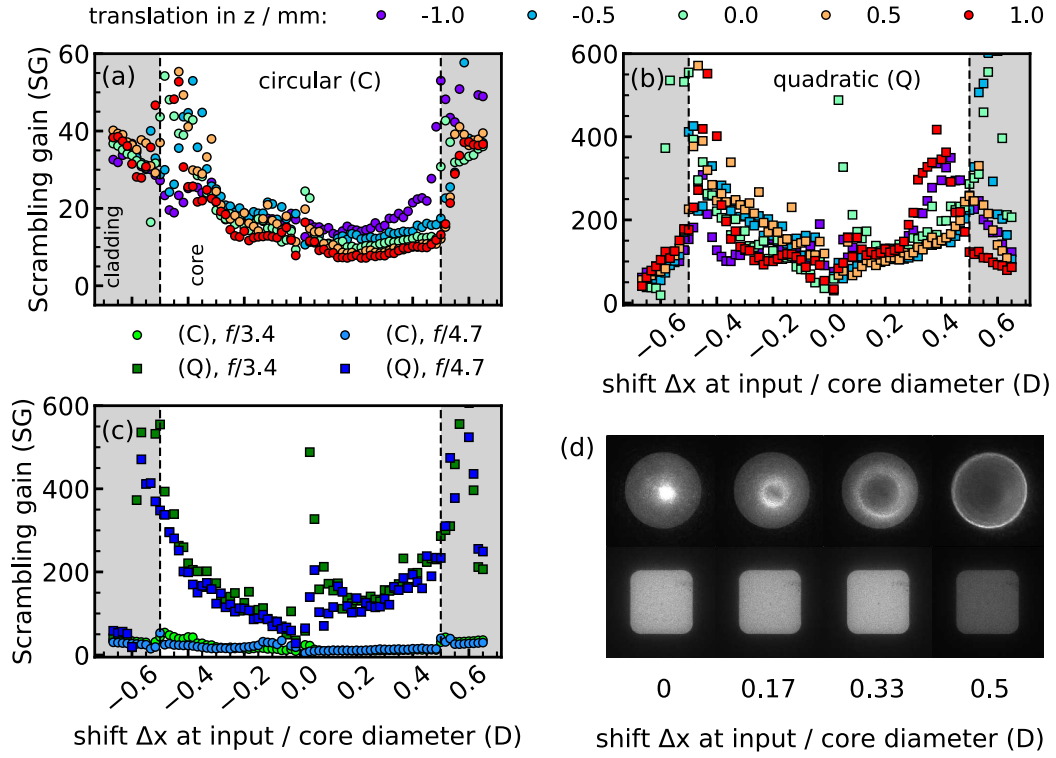 translation in z / mm: -1.0 -0.5 0.0 0.5 1.0
(a) circular (C)
Scrambling gain (SG)
60
40
20
0
cladding
core
(b) quadratic (Q)
600
400
200
0
−0.6 −0.4 −0.2 0.0 0.2 0.4 0.6
shift Δx at input / core diameter (D)
(C), f/3.4 (C), f/4.7
(Q), f/3.4 (Q), f/4.7
(c)
Scrambling gain (SG)
600
400
200
0
−0.6 −0.4 −0.2 0.0 0.2 0.4 0.6
shift Δx at input / core diameter (D)
(d)
0 0.17 0.33 0.5
shift Δx at input / core diameter (D)